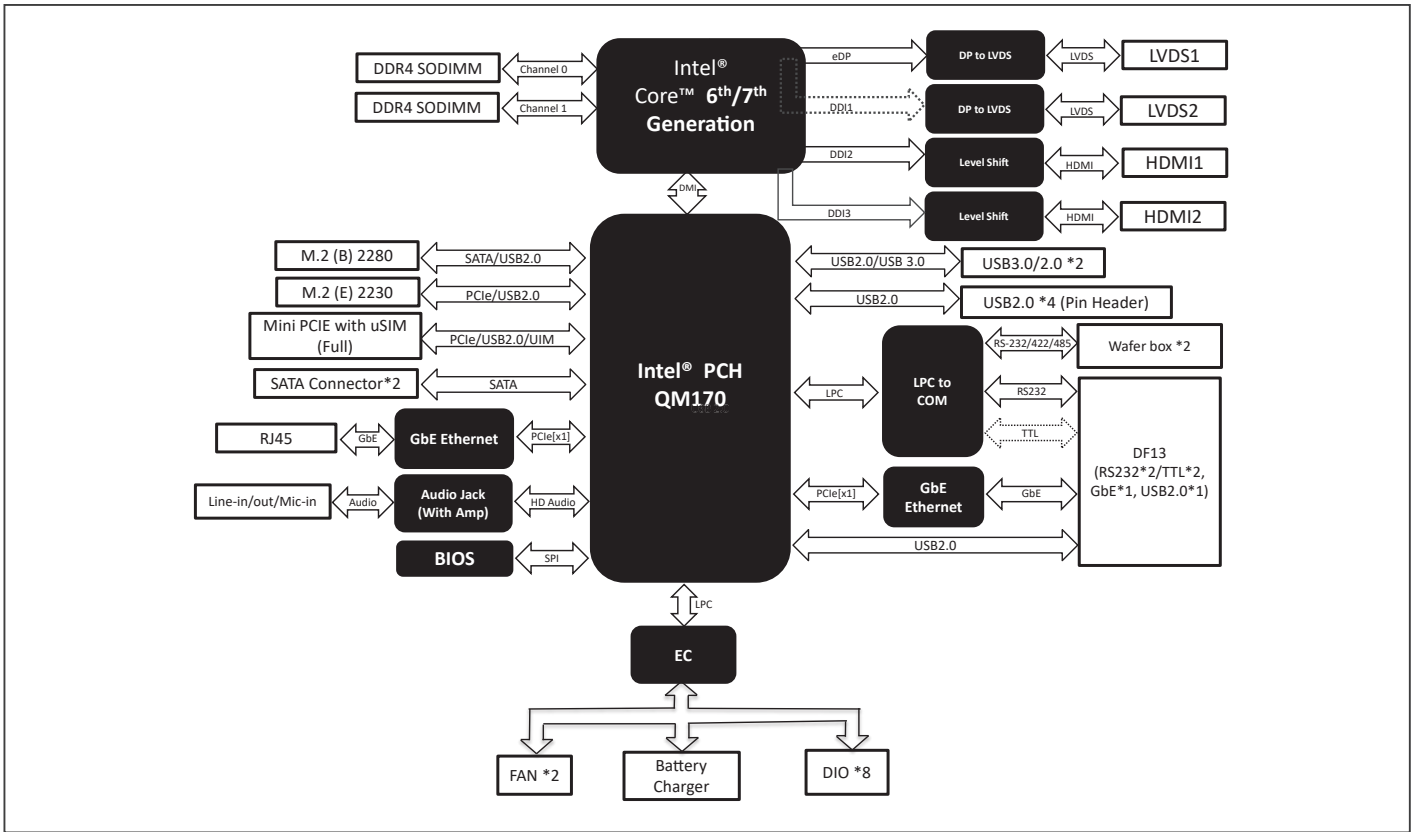 DDR4 SODIMM
Channel 0
DDR4 SODIMM
Channel 1
Intel®
Core™ 6th/7th
Generation
eDP
DP to LVDS
LVDS
LVDS1
DDI1
DP to LVDS
LVDS
LVDS2
DDI2
Level Shift
HDMI
HDMI1
DDI3
Level Shift
HDMI
HDMI2
DMI
M.2 (B) 2280
SATA/USB2.0
M.2 (E) 2230
PCIe/USB2.0
Mini PCIE with uSIM
(Full)
PCIe/USB2.0/UIM
SATA Connector*2
SATA
RJ45
GbE
GbE Ethernet
PCIe[x1]
Line-in/out/Mic-in
Audio
Audio Jack
(With Amp)
HD Audio
BIOS
SPI
Intel® PCH
QM170
USB2.0/USB 3.0
USB3.0/2.0 *2
USB2.0
USB2.0 *4 (Pin Header)
LPC
LPC to
COM
RS-232/422/485
Wafer box *2
RS232
TTL
PCIe[x1]
GbE
Ethernet
GbE
USB2.0
DF13
(RS232*2/TTL*2,
GbE*1, USB2.0*1)
LPC
EC
FAN *2
Battery
Charger
DIO *8